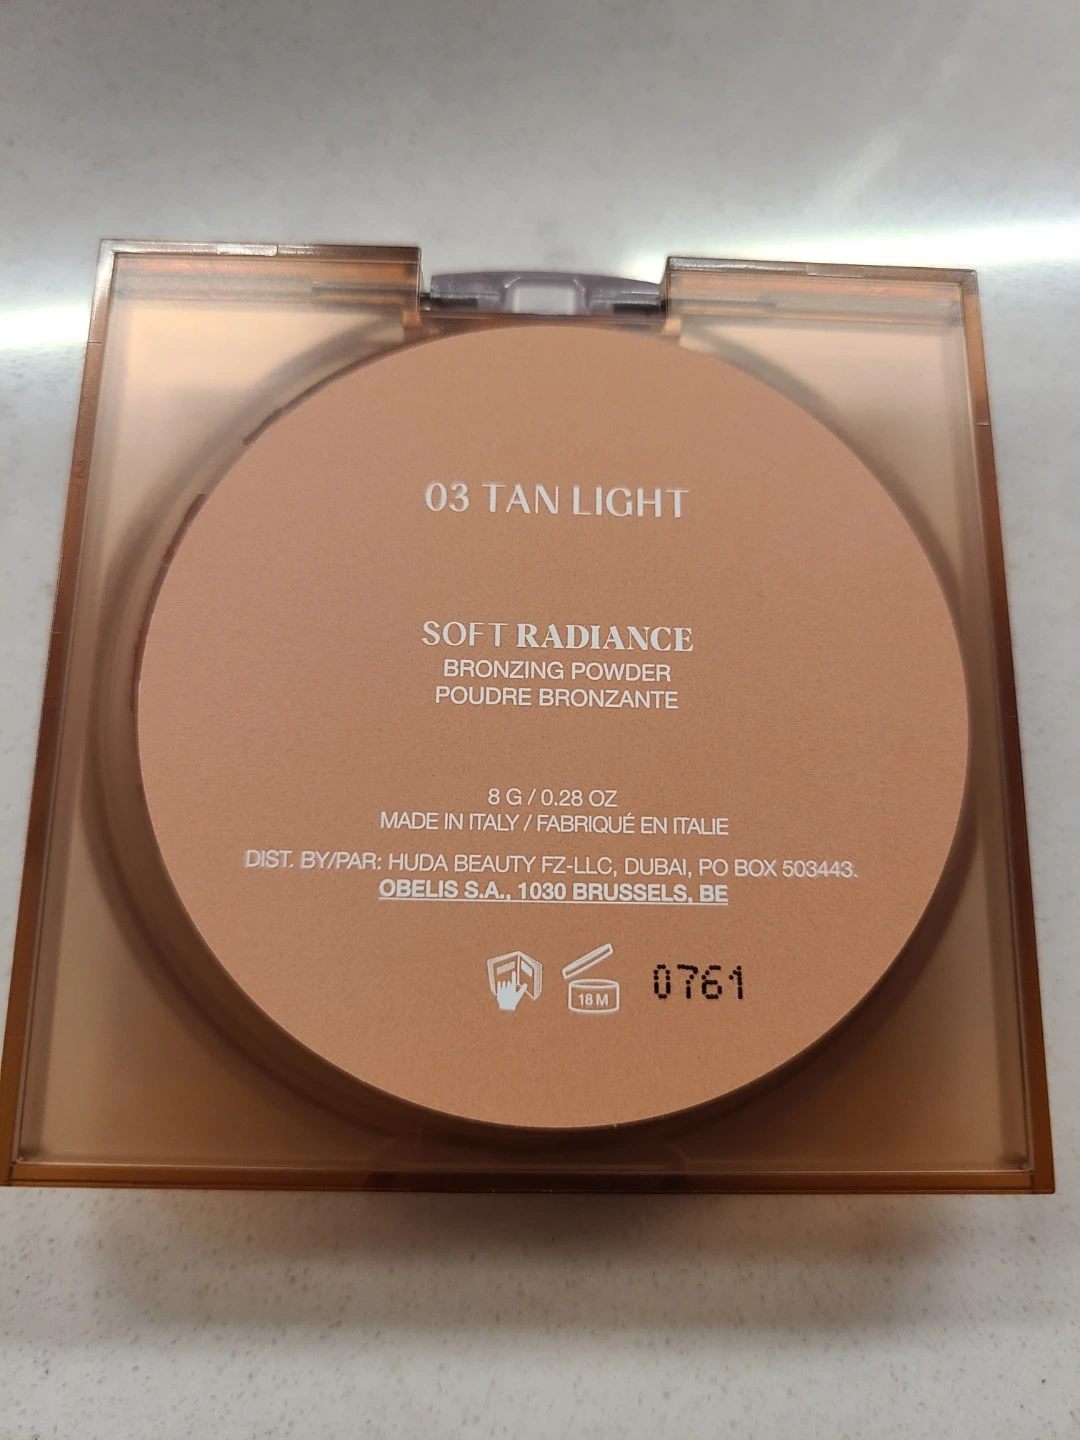 03 TAN LIGHT
SOFT RADIANCE
BRONZING POWDER
POUDRE BRONZANTE
8 G / 0.28 OZ
MADE IN ITALY / FABRIQUÉ EN ITALIE
DIST. BY/PAR: HUDA BEAUTY FZ-LLC, DUBAI, PO BOX 503443.
OBELIS S.A., 1030 BRUSSELS, BE
18 M
0761